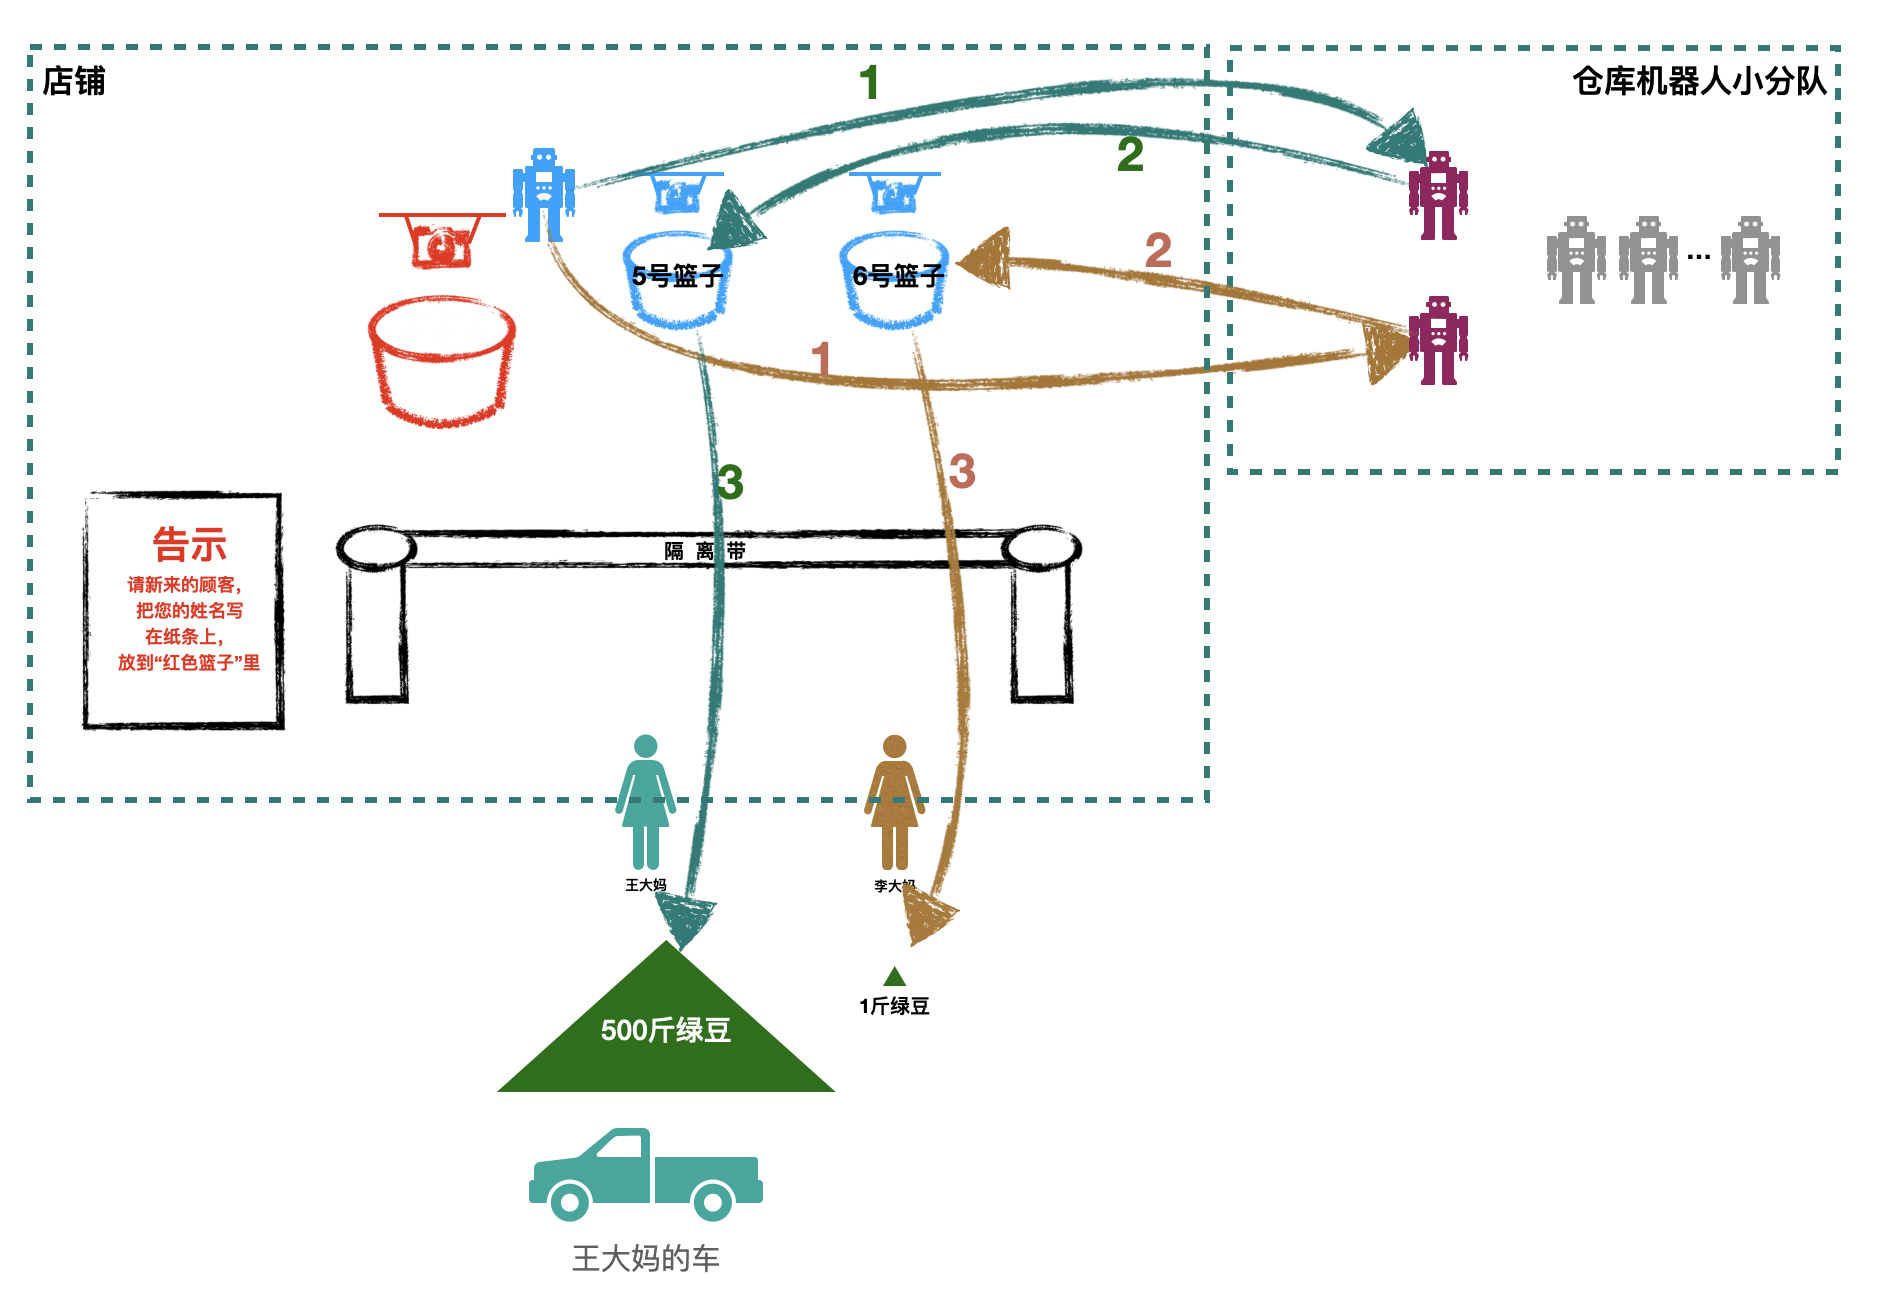 店铺
仓库机器人小分队
1
2
5号篮子
6号篮子
2
1
3
3
隔 离 带
告示
请新来的顾客，
把您的姓名写
在纸条上，
放到“红色篮子”里
...
王大妈
李大妈
500斤绿豆
1斤绿豆
王大妈的车